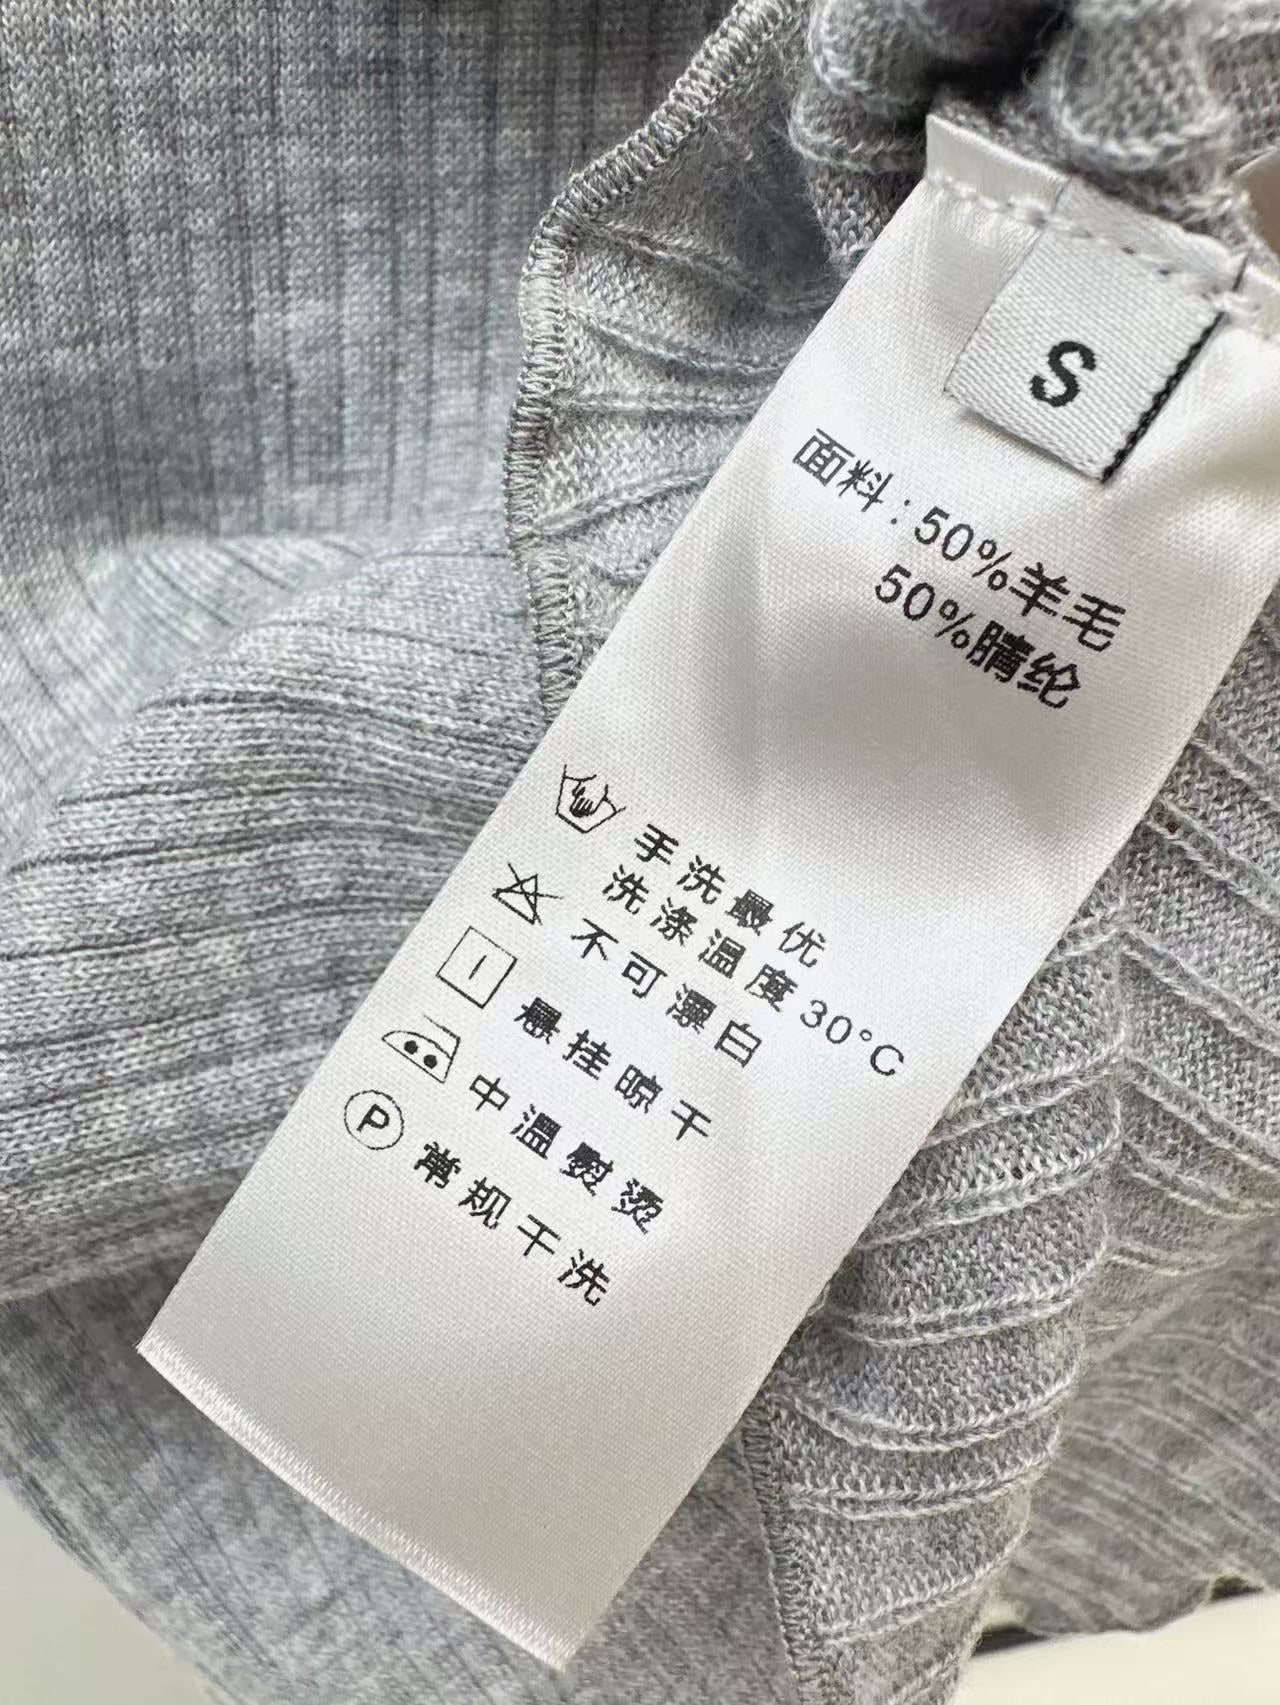 S
面料:50%羊毛
50%腈纶
手洗最优
洗涤温度30°C
不可漂白
悬挂晾干
中温熨烫
P 常规干洗